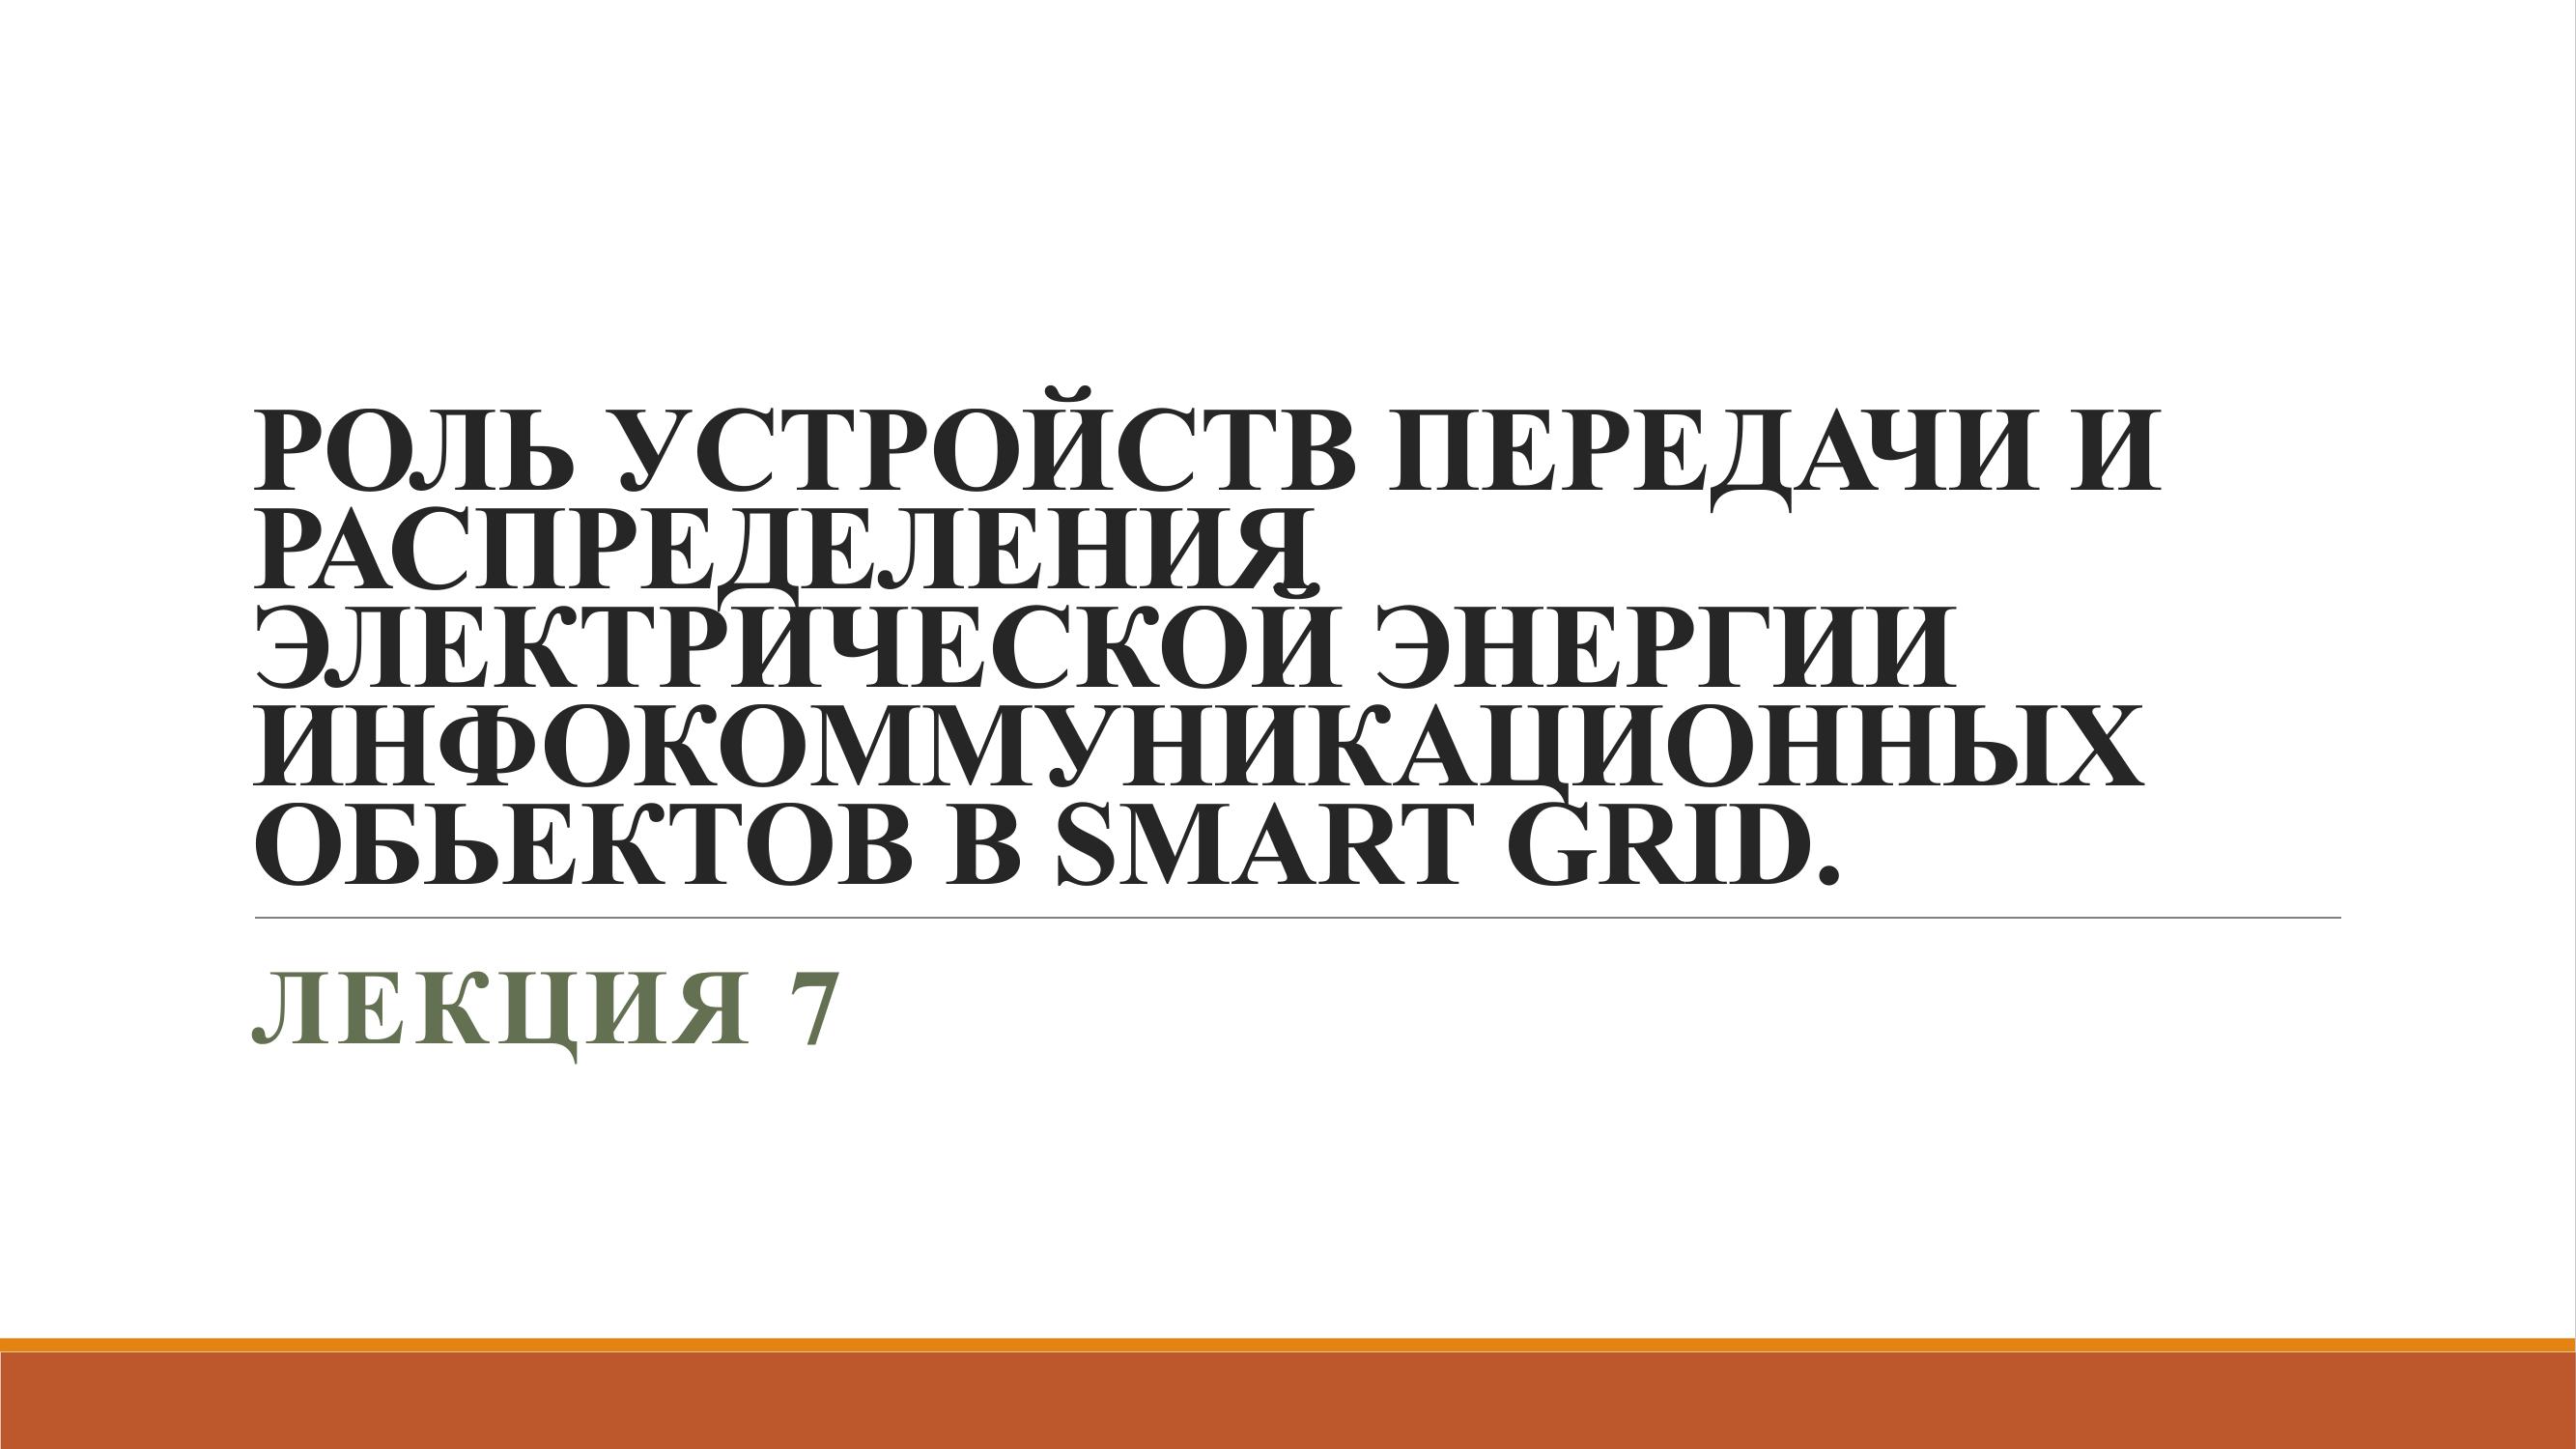 РОЛЬ УСТРОЙСТВ ПЕРЕДАЧИ И
РАСПРЕДЕЛЕНИЯ
ЭЛЕКТРИЧЕСКОЙ ЭНЕРГИИ
ИНФОКОММУНИКАЦИОННЫХ
ОБЬЕКТОВ В SMART GRID.
ЛЕКЦИЯ 7